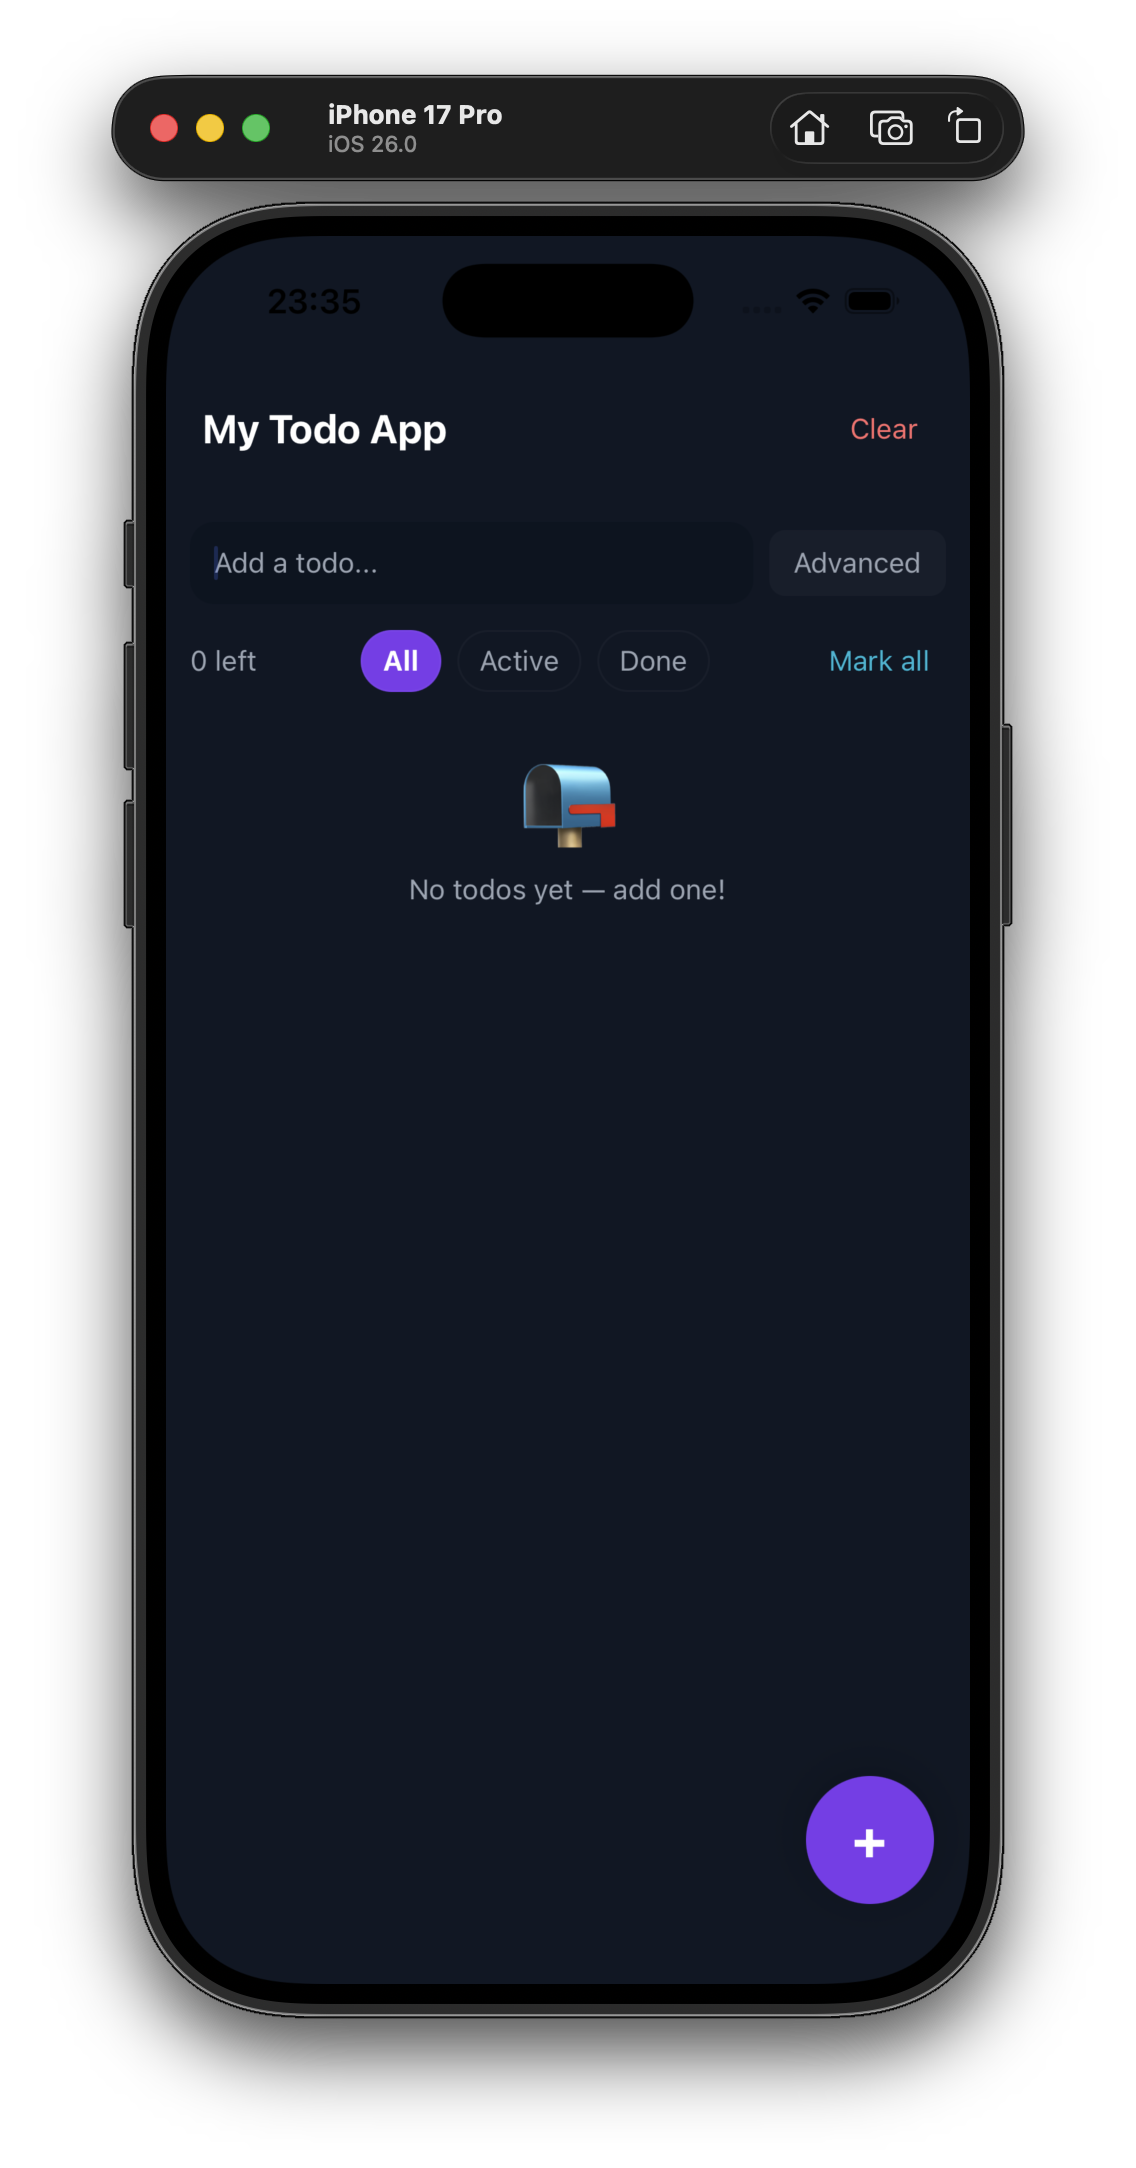 iPhone 17 Pro
iOS 26.0
23:35
My Todo App
Clear
Add a todo...
Advanced
0 left
All
Active
Done
Mark all
No todos yet — add one!
+